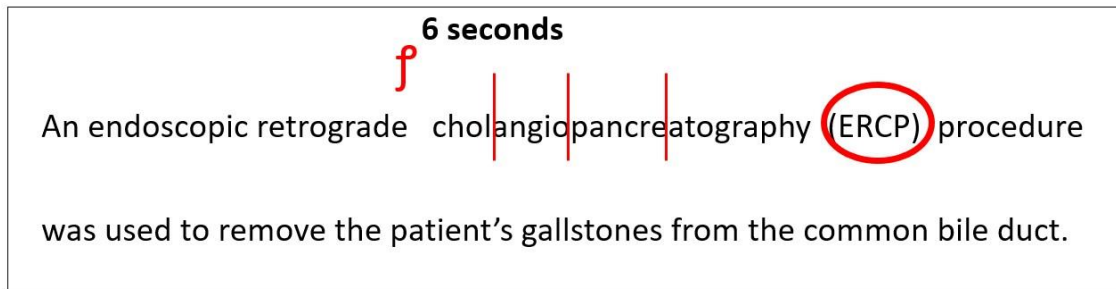 6 seconds
An endoscopic retrograde cholangiopancreatography (ERCP) procedure
was used to remove the patient’s gallstones from the common bile duct.